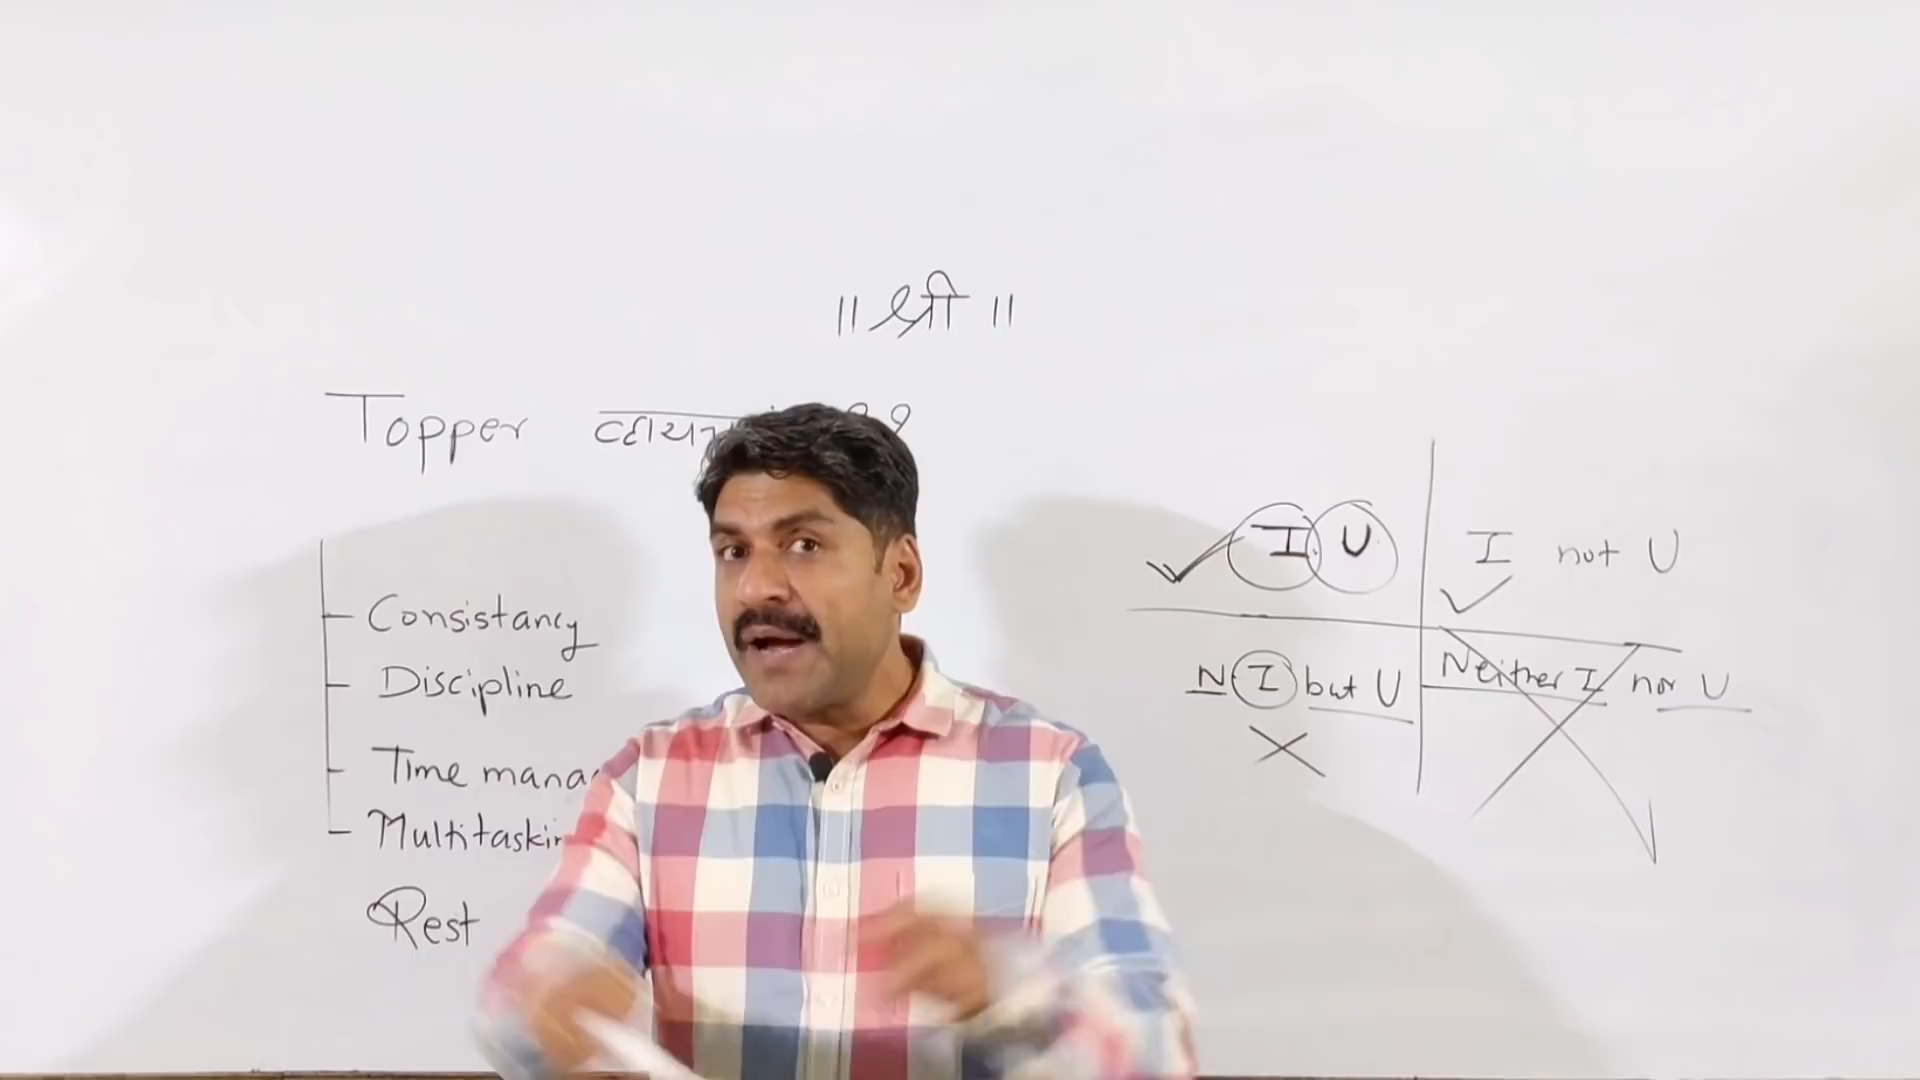 ॥ श्री ॥
Topper
Consistancy
Discipline
Time mana
Multitaskin
Rest
I U
I not U
N I but U
Neither I nor U